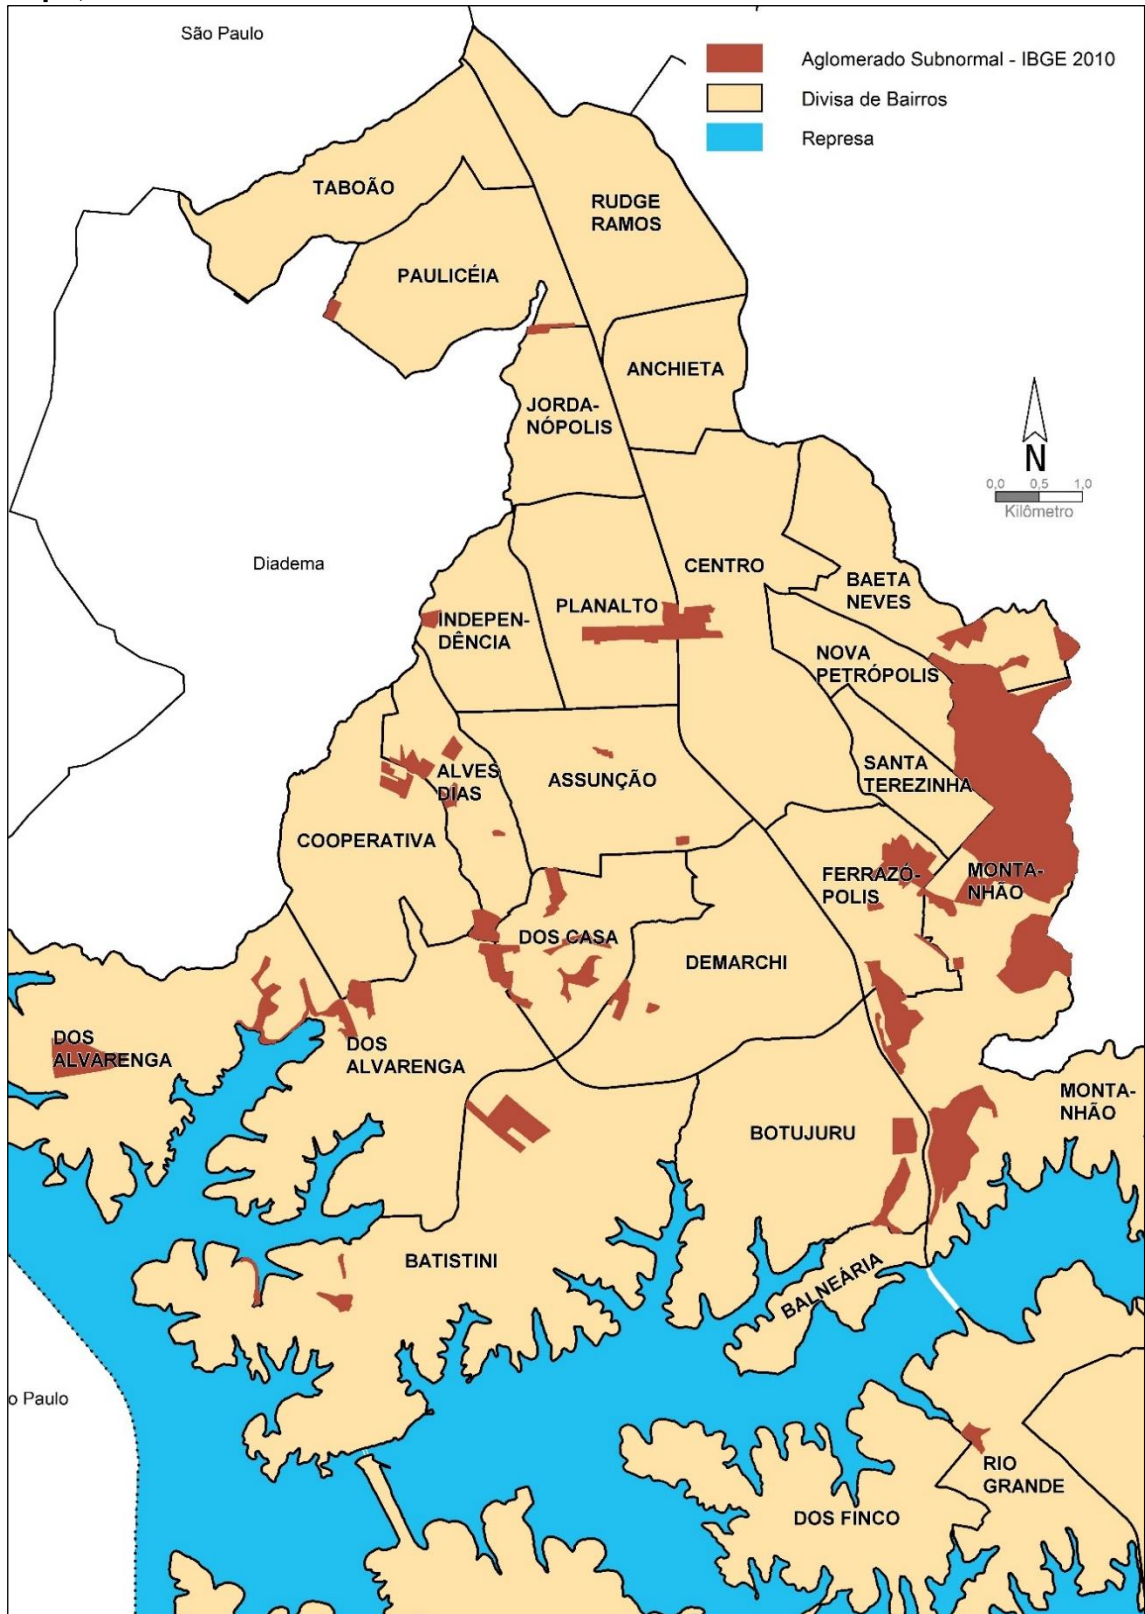 São Paulo
Aglomerado Subnormal - IBGE 2010
Divisa de Bairros
Represa
TABOÃO
RUDGE
RAMOS
PAULICÉIA
ANCHIETA
JORDA-
NÓPOLIS
N
0,0 0,5 1,0
Kilômetro
Diadema
CENTRO
BAETA
NEVES
PLANALTO
INDEPEN-
DÊNCIA
NOVA
PETRÓPOLIS
SANTA
TEREZINHA
ALVES
DIAS
ASSUNÇÃO
COOPERATIVA
FERRAZÓ-
POLIS
MONTA-
NHÃO
DOS CASA
DEMARCHI
DOS
ALVARENGA
DOS
ALVARENGA
MONTA-
NHÃO
BOTUJURU
BATISTINI
BALNEÁRIA
o Paulo
RIO
GRANDE
DOS FINCO